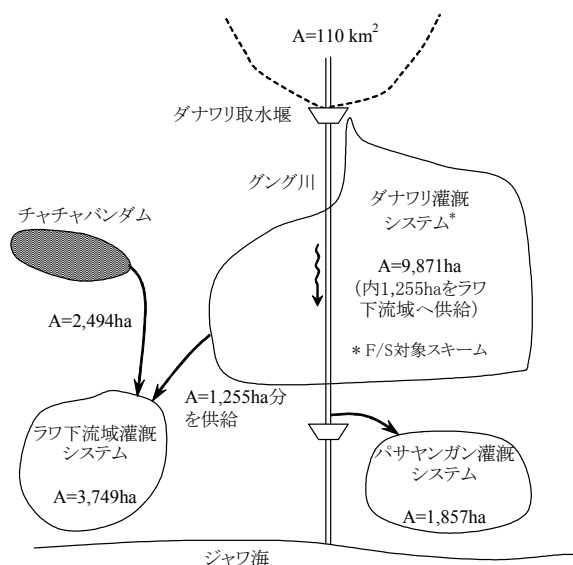 A=110 km²
ダナワリ取水堰
グング川
ダナワリ灌漑
システム*
チャチャバンダム
A=9,871ha
(内1,255haをラワ
下流域へ供給)
A=2,494ha
* F/S対象スキーム
A=1,255ha分
を供給
ラワ下流域灌漑
システム
A=3,749ha
パサヤンガン灌漑
システム
A=1,857ha
ジャワ海